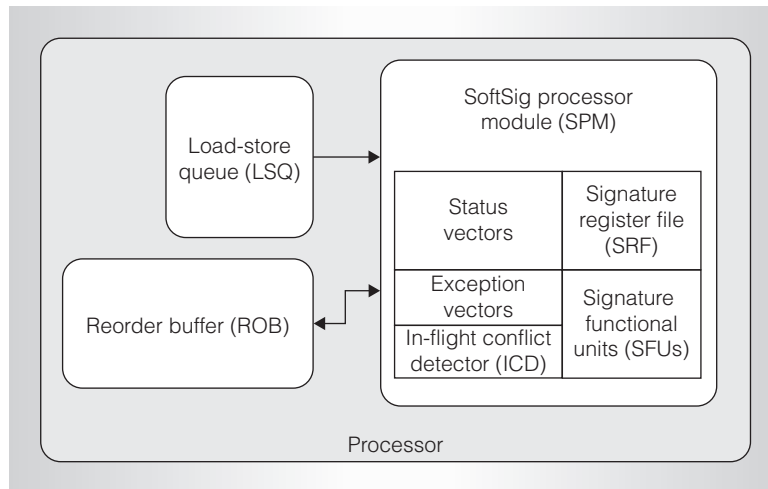 Load-store
queue (LSQ)
SoftSig processor
module (SPM)
Status
vectors
Signature
register file
(SRF)
Reorder buffer (ROB)
Exception
vectors
In-flight conflict
detector (ICD)
Signature
functional
units (SFUs)
Processor